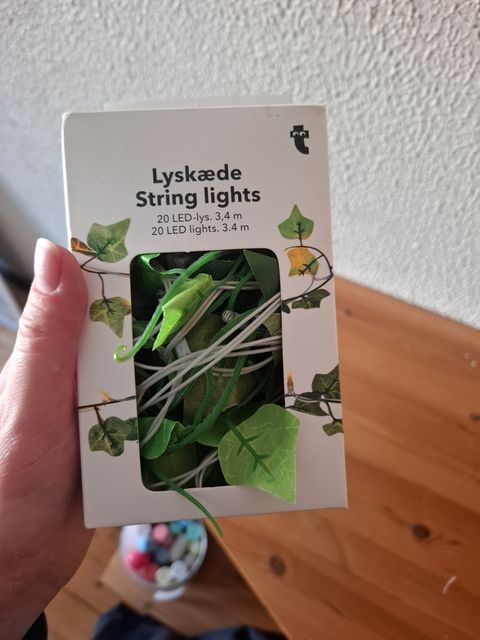 t
Lyskæde
String lights
20 LED-lys. 3,4 m
20 LED lights. 3.4 m